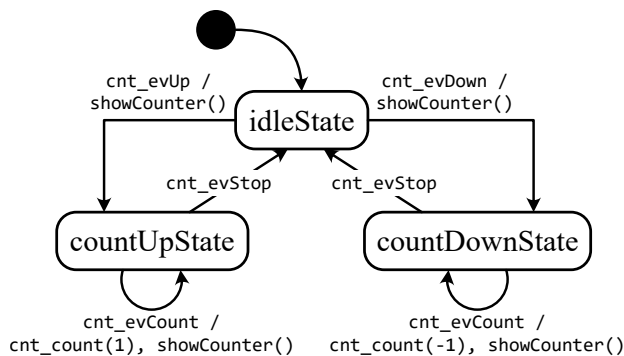 cnt_evUp /
showCounter()
cnt_evDown /
showCounter()
idleState
cnt_evStop
cnt_evStop
countUpState
countDownState
cnt_evCount /
cnt_count(1), showCounter()
cnt_evCount /
cnt_count(-1), showCounter()